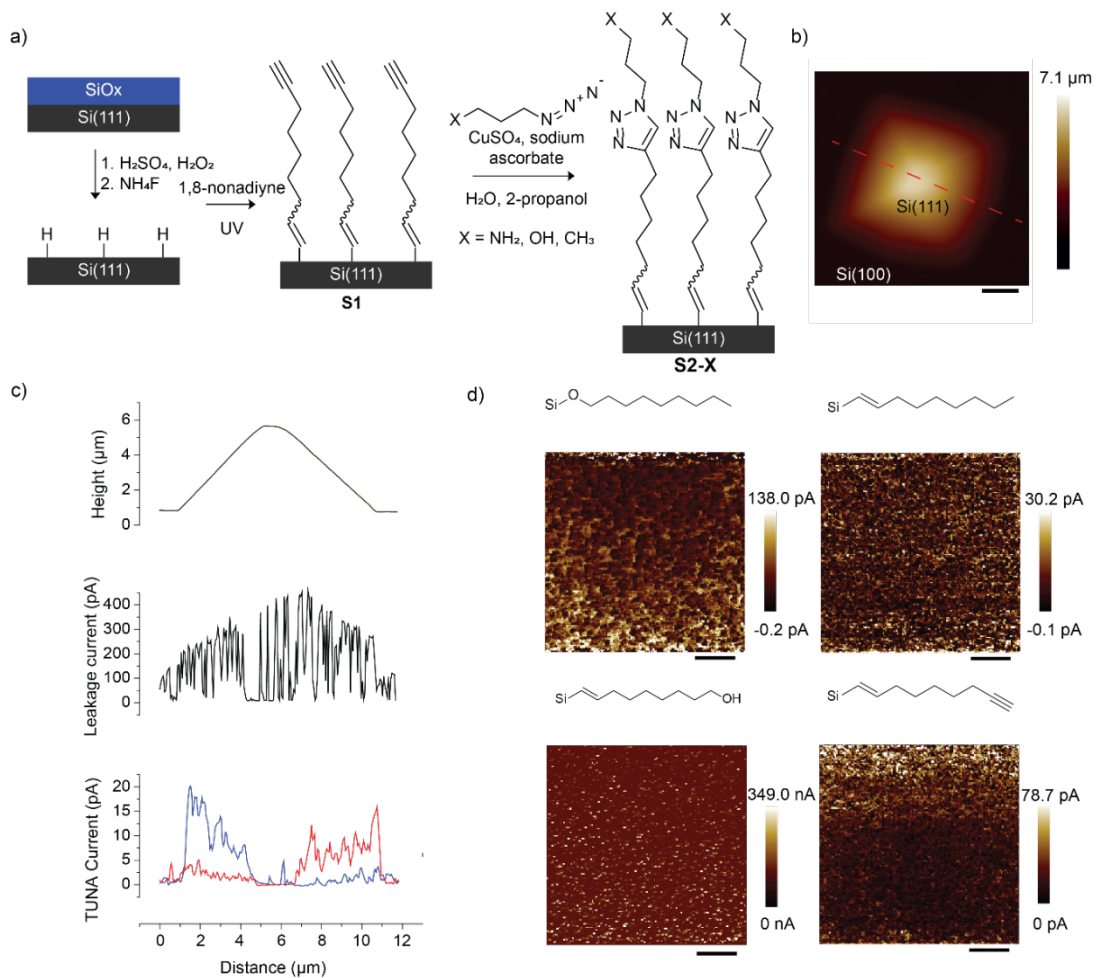 a)
SiOx
Si(111)
1. H₂SO₄, H₂O₂
2. NH₄F
H H H
Si(111)
1,8-nonadiyne
UV
Si(111)
S1
X N N⁺ N⁻
CuSO₄, sodium
ascorbate
H₂O, 2-propanol
X = NH₂, OH, CH₃
X X X
N N N
N N N
N N N
Si(111)
S2-X
b)
7.1 µm
Si(111)
Si(100)
c)
Height (µm)
6
4
2
0
Leakage current (pA)
400
300
200
100
0
TUNA Current (pA)
20
15
10
5
0
0 2 4 6 8 10 12
Distance (µm)
d)
Si O
138.0 pA
-0.2 pA
Si
30.2 pA
-0.1 pA
Si OH
349.0 nA
0 nA
Si
78.7 pA
0 pA